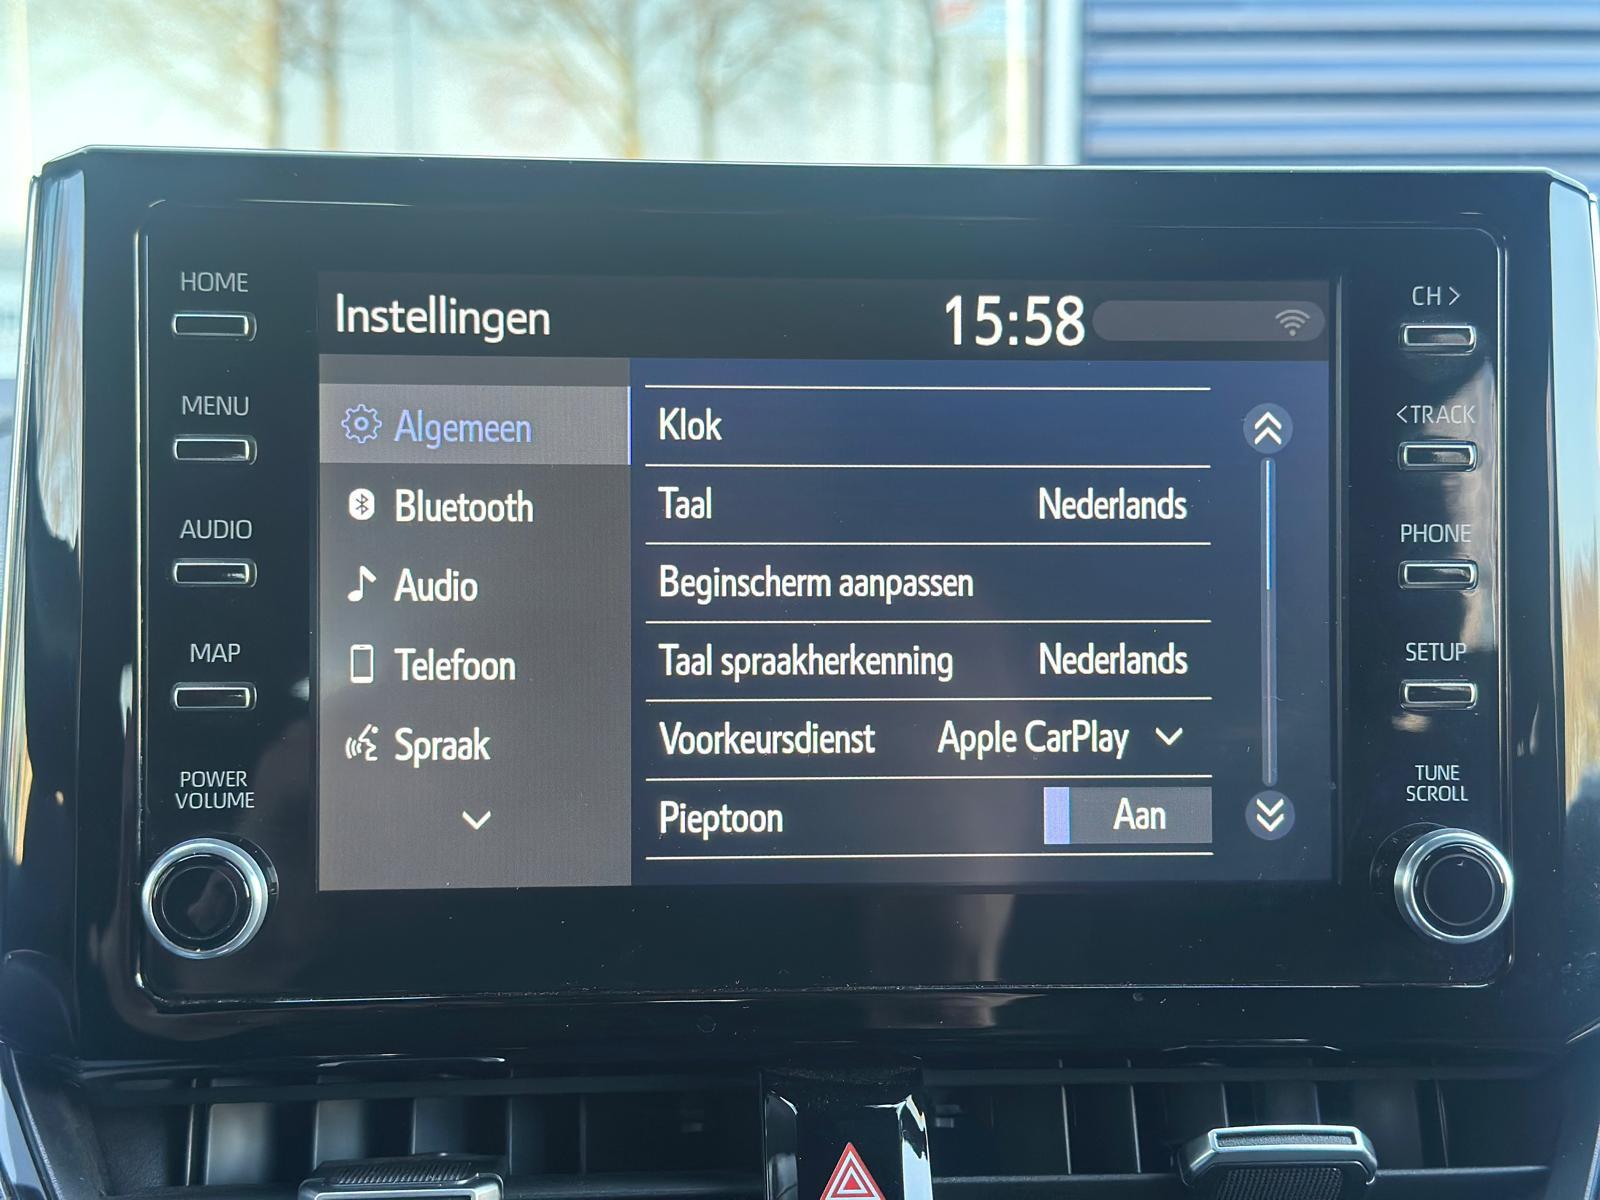 HOME
MENU
AUDIO
MAP
POWER
VOLUME
Instellingen
15:58
Algemeen
Bluetooth
Audio
Telefoon
Spraak
Klok
Taal Nederlands
Beginscherm aanpassen
Taal spraakherkenning Nederlands
Voorkeursdienst Apple CarPlay
Pieptoon Aan
CH >
<TRACK
PHONE
SETUP
TUNE
SCROLL